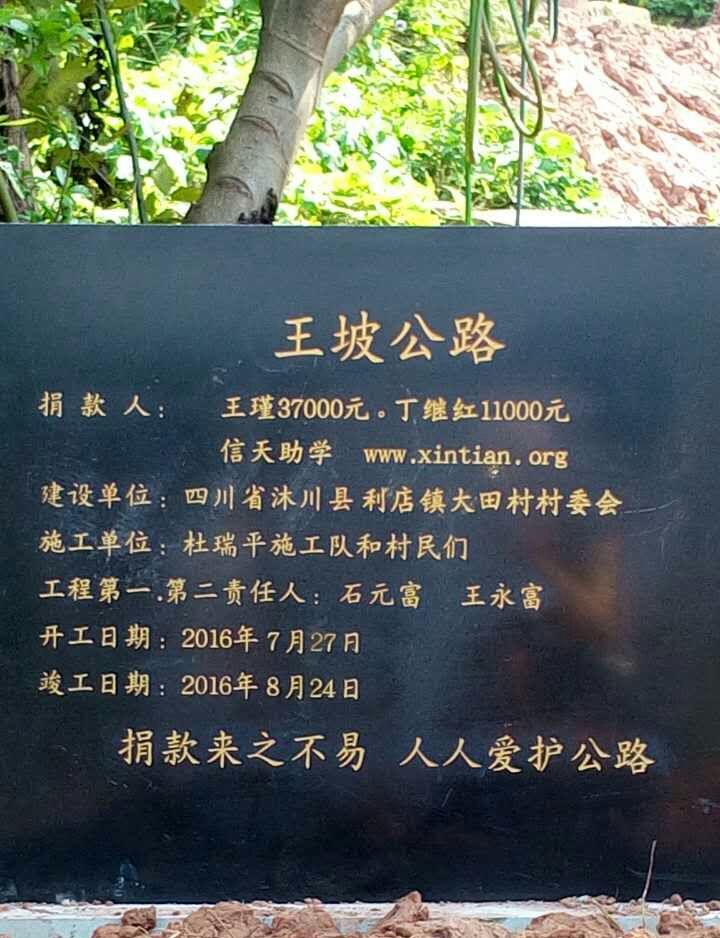 王坡公路
捐款人: 王瑾37000元。丁继红11000元
信天助学 www.xintian.org
建设单位: 四川省沐川县利店镇大田村村委会
施工单位: 杜瑞平施工队和村民们
工程第一.第二责任人: 石元富 王永富
开工日期: 2016年7月27日
竣工日期: 2016年8月24日
捐款来之不易 人人爱护公路